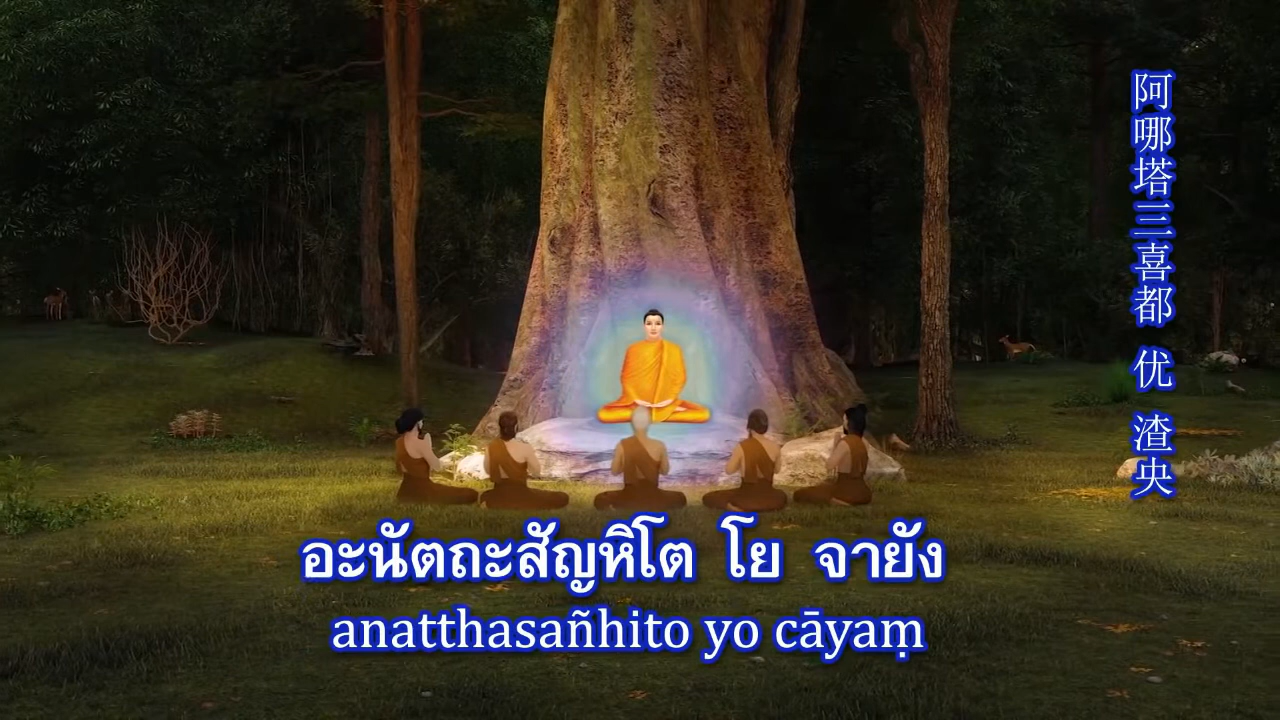 阿哪塔三喜都 优 渣央
อะนัตถะสัญหิโต โย จายัง
anatthasañhito yo cāyaṃ